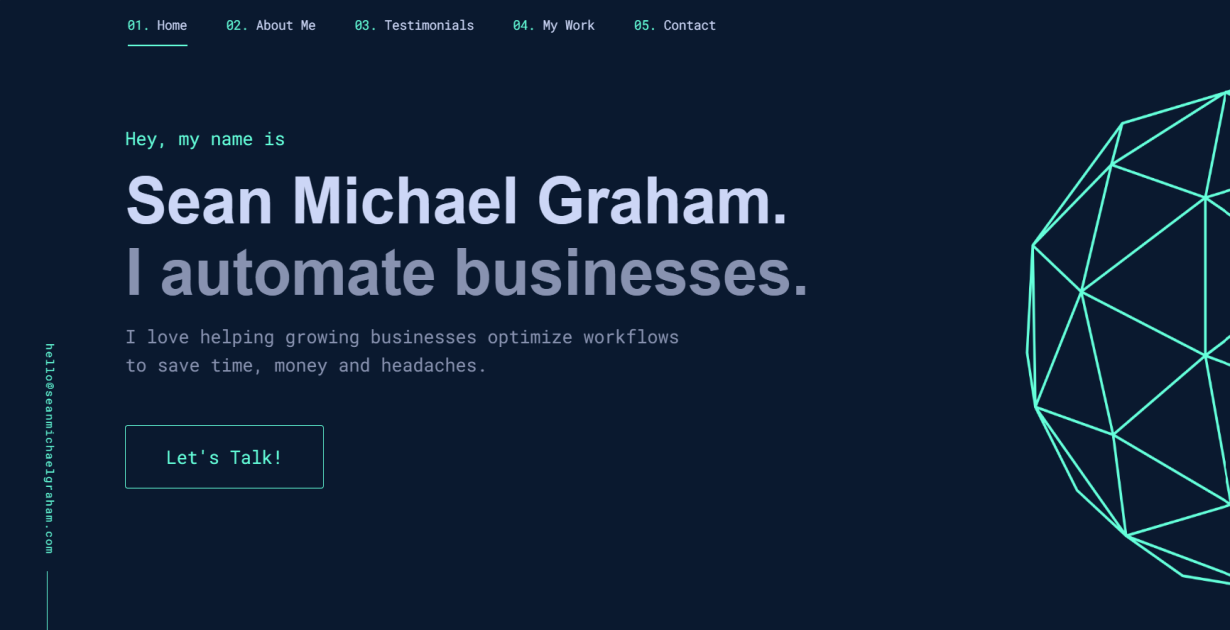 01. Home
02. About Me
03. Testimonials
04. My Work
05. Contact
Hey, my name is
Sean Michael Graham.
I automate businesses.
I love helping growing businesses optimize workflows
to save time, money and headaches.
Let's Talk!
hello@seanmichaelgraham.com